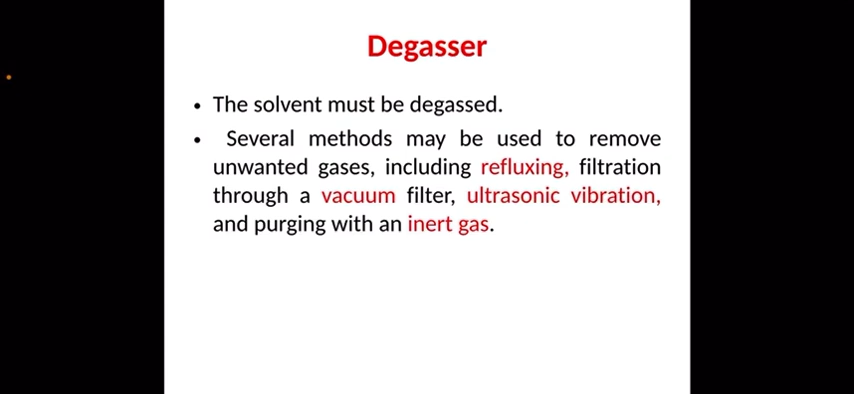 Degasser
• The solvent must be degassed.
• Several methods may be used to remove
unwanted gases, including refluxing, filtration
through a vacuum filter, ultrasonic vibration,
and purging with an inert gas.